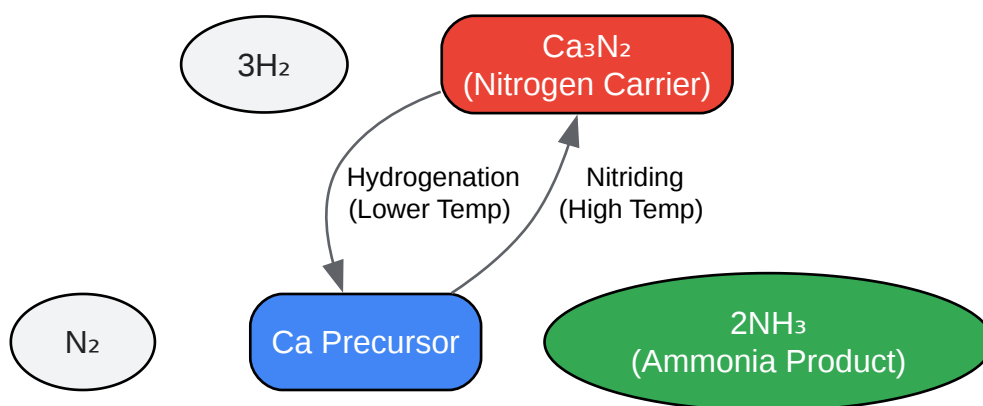 3H₂
Ca₃N₂
(Nitrogen Carrier)
Hydrogenation
(Lower Temp)
Nitriding
(High Temp)
N₂
Ca Precursor
2NH₃
(Ammonia Product)